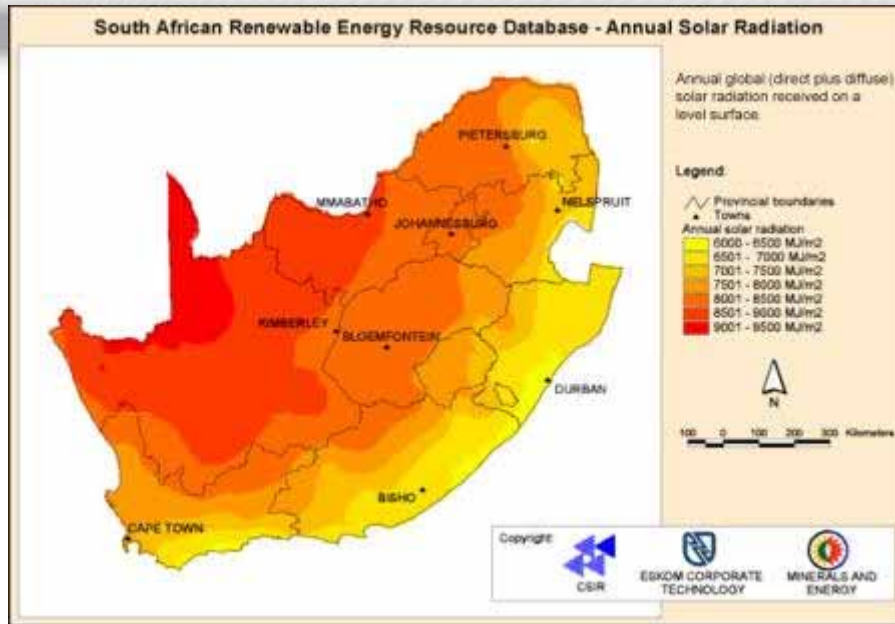 South African Renewable Energy Resource Database - Annual Solar Radiation
Annual global (direct plus diffuse)
solar radiation received on a
level surface.
Legend:
Provincial boundaries
Towns
Annual solar radiation
6000 - 6500 MJ/m2
6501 - 7000 MJ/m2
7001 - 7500 MJ/m2
7501 - 8000 MJ/m2
8001 - 8500 MJ/m2
8501 - 9000 MJ/m2
9001 - 9500 MJ/m2
N
100 0 100 200 300 Kilometers
PIETERSBURG
MMABATHO
NELSPRUIT
JOHANNESBURG
KIMBERLEY
BLOEMFONTEIN
DURBAN
BISHO
CAPE TOWN
Copyright:
CSIR
ESKOM CORPORATE
TECHNOLOGY
MINERALS AND
ENERGY